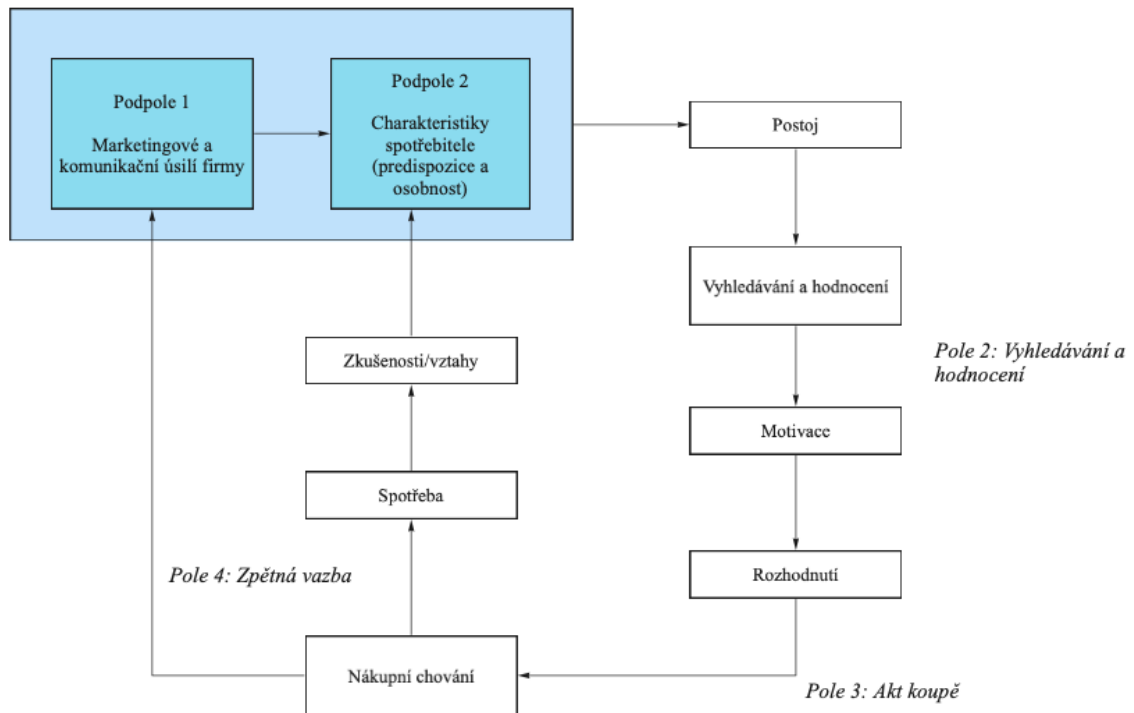 Podpole 1
Marketingové a
komunikační úsilí firmy
Podpole 2
Charakteristiky
spotřebitele
(predispozice a
osobnost)
Postoj
Vyhledávání a hodnocení
Pole 2: Vyhledávání a
hodnocení
Zkušenosti/vztahy
Motivace
Spotřeba
Pole 4: Zpětná vazba
Rozhodnutí
Nákupní chování
Pole 3: Akt koupě